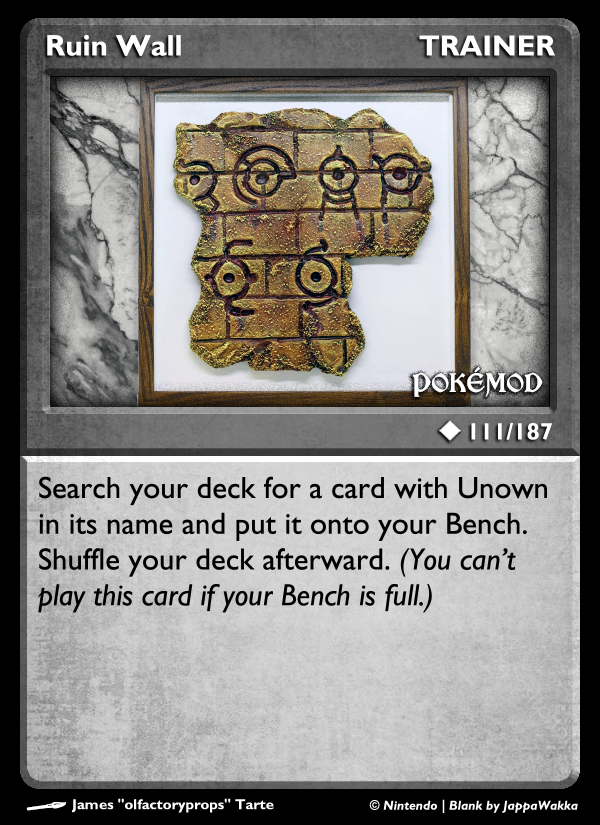 Ruin Wall TRAINER
POKÉMOD
111/187
Search your deck for a card with Unown
in its name and put it onto your Bench.
Shuffle your deck afterward. (You can’t
play this card if your Bench is full.)
James "olfactoryprops" Tarte © Nintendo | Blank by JappaWakka